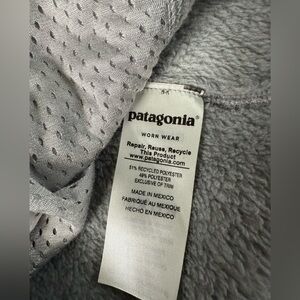 patagonia®
WORN WEAR
Repair, Reuse, Recycle
This Product
www.patagonia.com
51% RECYCLED POLYESTER
49% POLYESTER
EXCLUSIVE OF TRIM
MADE IN MEXICO
FABRIQUÉ AU MEXIQUE
HECHO EN MEXICO